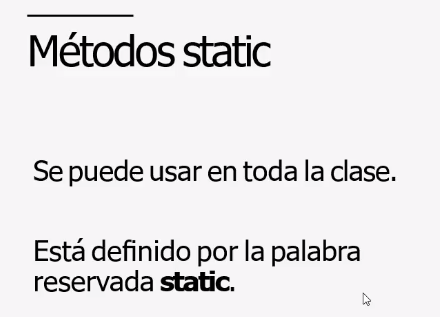 Métodos static
Se puede usar en toda la clase.
Está definido por la palabra
reservada static.